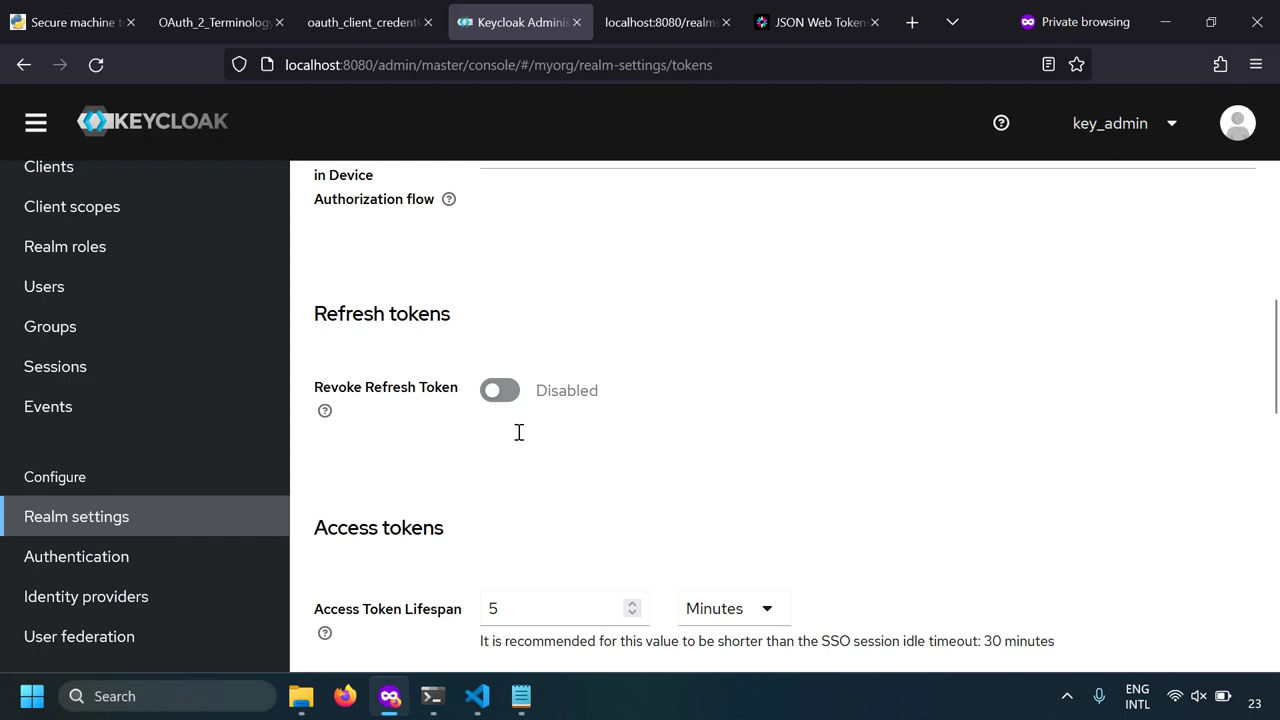 Secure machine t
OAuth_2_Terminology
oauth_client_credenti
Keycloak Adminis
localhost:8080/realms
JSON Web Token
Private browsing
localhost:8080/admin/master/console/#/myorg/realm-settings/tokens
KEYCLOAK
key_admin
Clients
Client scopes
Realm roles
Users
Groups
Sessions
Events
Configure
Realm settings
Authentication
Identity providers
User federation
in Device
Authorization flow
Refresh tokens
Revoke Refresh Token
Disabled
Access tokens
Access Token Lifespan
5
Minutes
It is recommended for this value to be shorter than the SSO session idle timeout: 30 minutes
Search
ENG
INTL
23